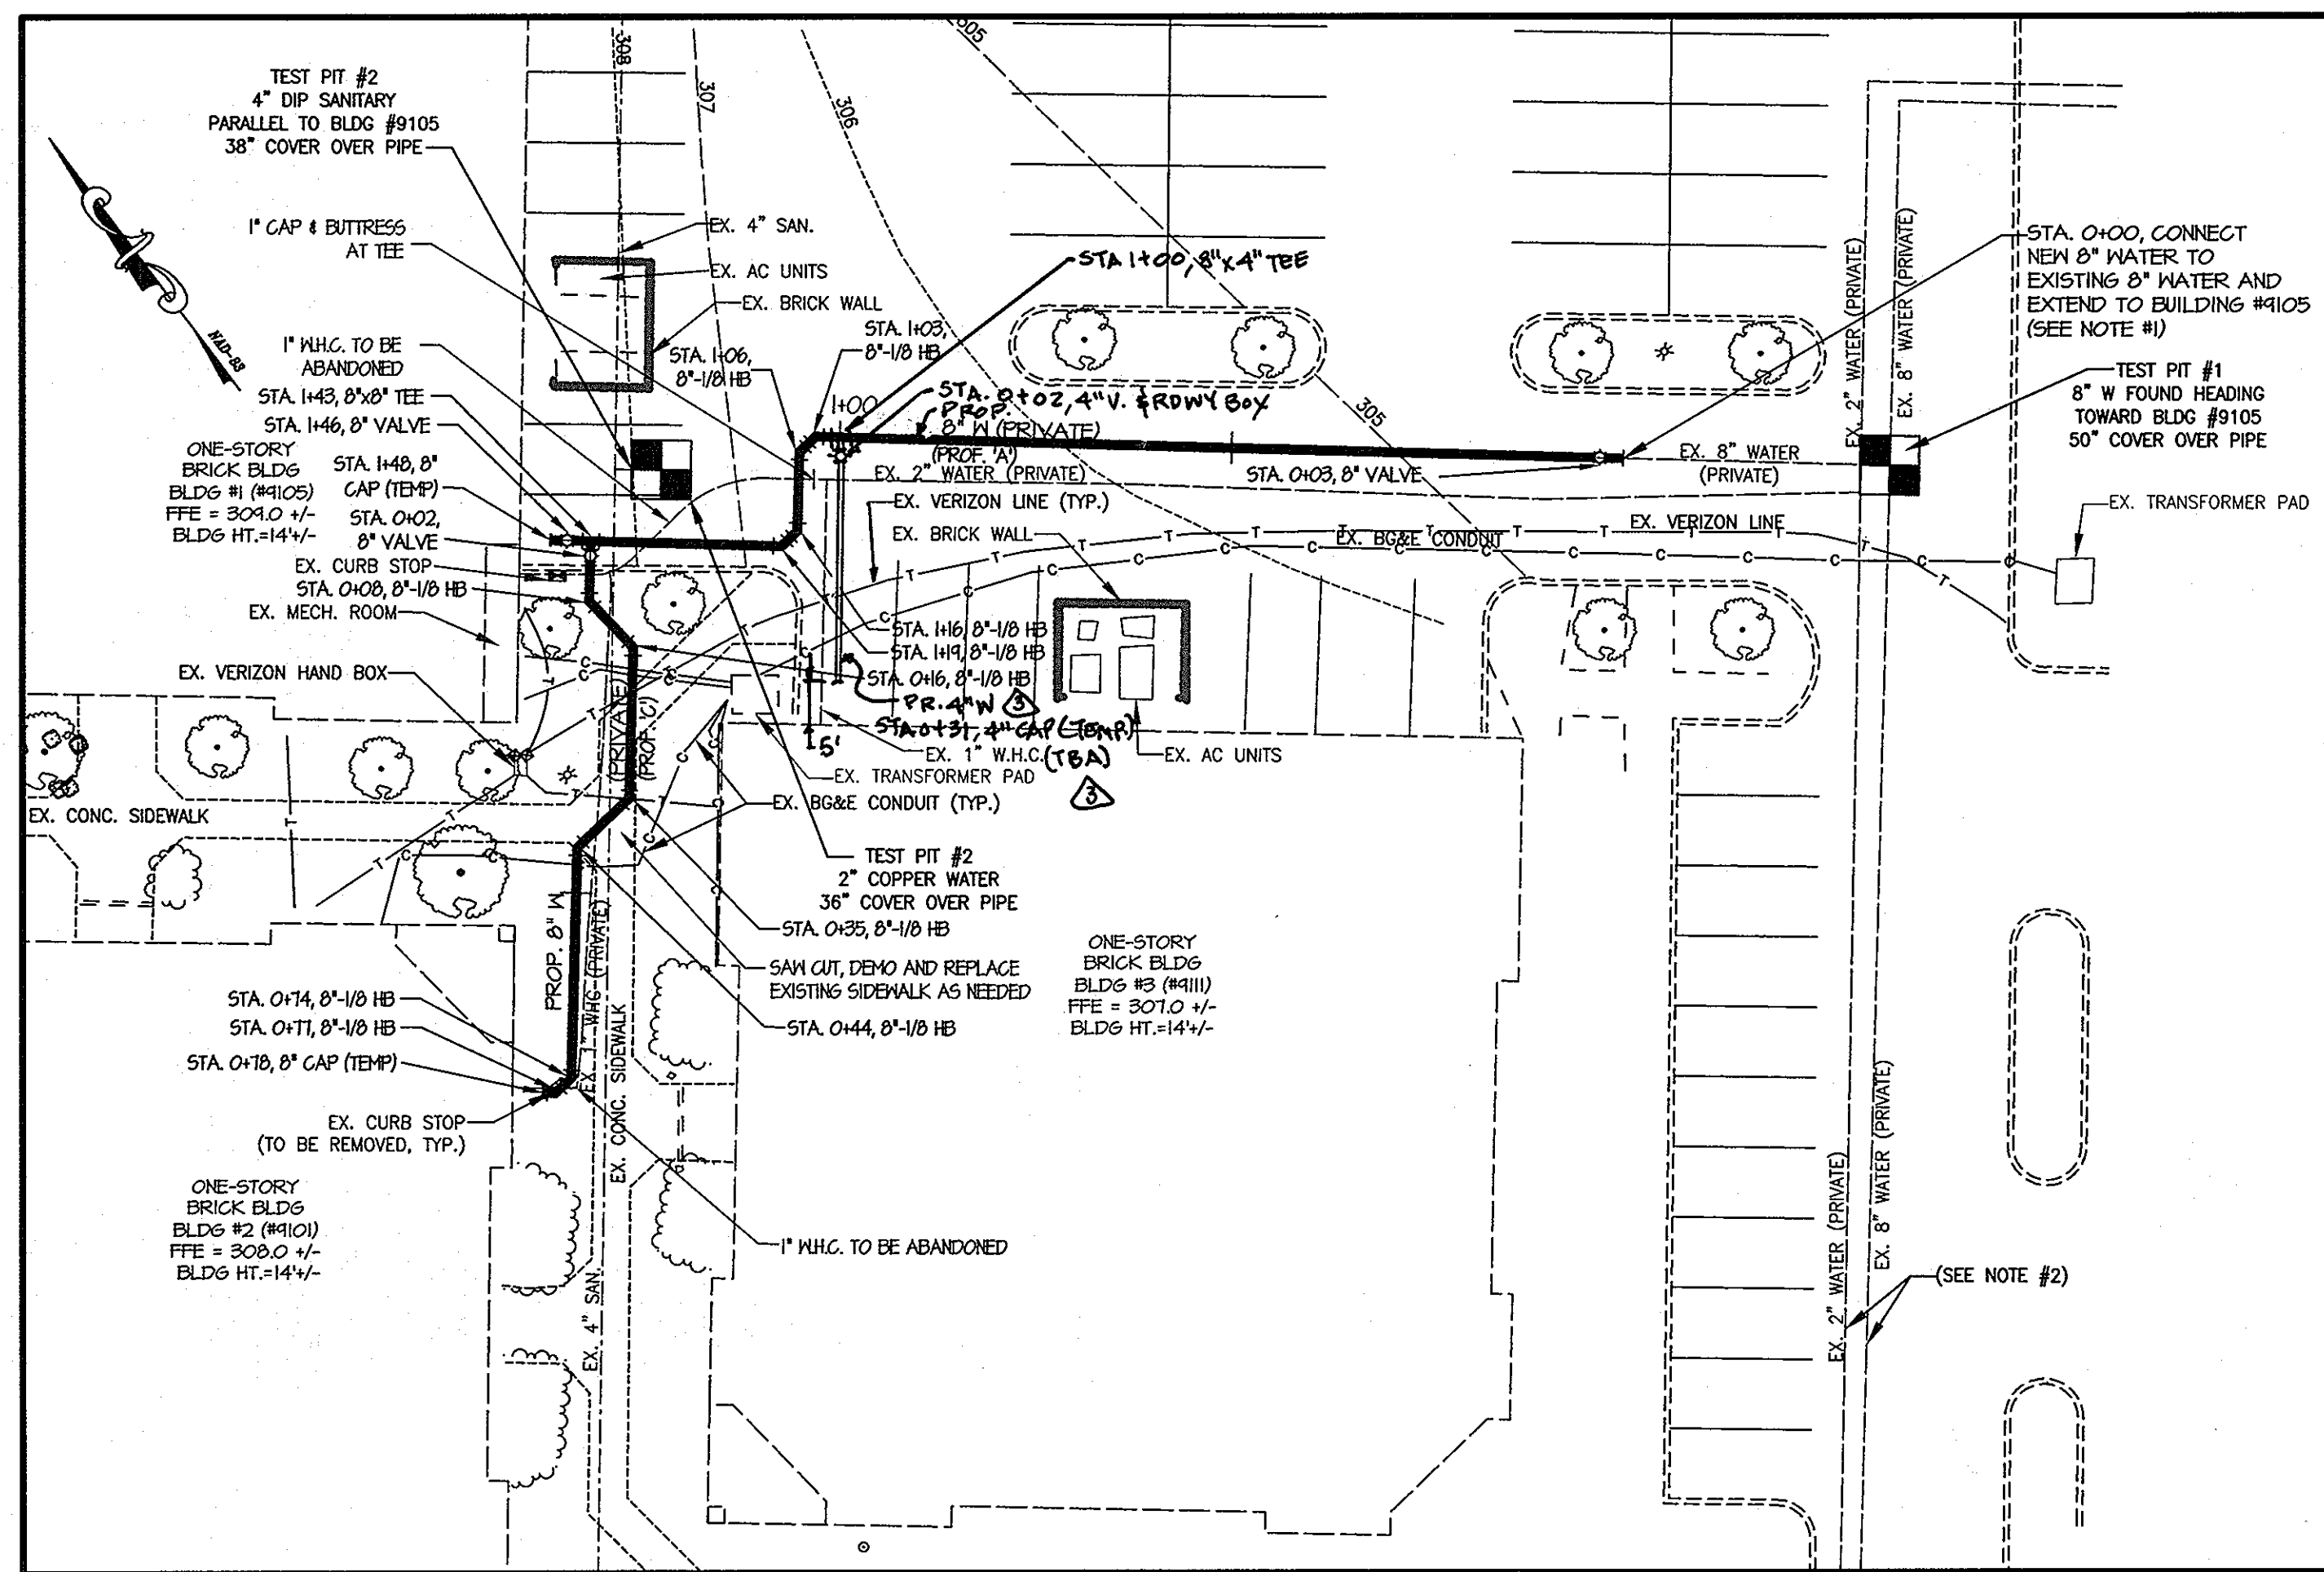 TEST PIT #2
4" DIP SANITARY
PARALLEL TO BLDG #9105
38" COVER OVER PIPE
308
307
306
305
NAD-83
1" CAP & BUTTRESS
AT TEE
EX. 4" SAN.
EX. AC UNITS
EX. BRICK WALL
STA 1+00, 8"x4" TEE
STA. 1+03,
8"-1/8 HB
STA. 1+06,
8"-1/8 HB
1" W.H.C. TO BE
ABANDONED
STA. 1+43, 8"x8" TEE
STA. 1+46, 8" VALVE
ONE-STORY
BRICK BLDG
BLDG #1 (#9105)
FFE = 309.0 +/-
BLDG HT.=14'+/-
STA. 1+48, 8"
CAP (TEMP)
STA. 0+02,
8" VALVE
EX. CURB STOP
STA. 0+08, 8"-1/8 HB
EX. MECH. ROOM
EX. VERIZON HAND BOX
1+00
STA. 0+02, 4" V. & RDWY BOX
PROP.
8" W (PRIVATE)
(PROF. 'A')
EX. 2" WATER (PRIVATE)
EX. VERIZON LINE (TYP.)
EX. BRICK WALL
305
STA. 0+03, 8" VALVE
EX. 8" WATER
(PRIVATE)
EX. 2" WATER (PRIVATE)
EX. 8" WATER (PRIVATE)
STA. 0+00, CONNECT
NEW 8" WATER TO
EXISTING 8" WATER AND
EXTEND TO BUILDING #9105
(SEE NOTE #1)
TEST PIT #1
8" W FOUND HEADING
TOWARD BLDG #9105
50" COVER OVER PIPE
EX. TRANSFORMER PAD
EX. VERIZON LINE
EX. BG&E CONDUIT
STA. 1+16, 8"-1/8 HB
STA. 1+19, 8"-1/8 HB
STA. 0+16, 8"-1/8 HB
PR. 4" W 3
STA 0+31, 4" CAP (TEMP.)
5'
EX. 1" W.H.C. (TBA)
3
EX. AC UNITS
EX. TRANSFORMER PAD
EX. BG&E CONDUIT (TYP.)
(PRIVATE)
(PROF. 'C')
EX. CONC. SIDEWALK
TEST PIT #2
2" COPPER WATER
36" COVER OVER PIPE
STA. 0+35, 8"-1/8 HB
SAW CUT, DEMO AND REPLACE
EXISTING SIDEWALK AS NEEDED
STA. 0+44, 8"-1/8 HB
ONE-STORY
BRICK BLDG
BLDG #3 (#9111)
FFE = 307.0 +/-
BLDG HT.=14'+/-
PROP. 8" W
EX. 1" WHC (PRIVATE)
EX. CONC. SIDEWALK
STA. 0+74, 8"-1/8 HB
STA. 0+77, 8"-1/8 HB
STA. 0+78, 8" CAP (TEMP)
EX. CURB STOP
(TO BE REMOVED, TYP.)
ONE-STORY
BRICK BLDG
BLDG #2 (#9101)
FFE = 308.0 +/-
BLDG HT.=14'+/-
1" W.H.C. TO BE ABANDONED
EX. 4" SAN.
EX. 2" WATER (PRIVATE)
EX. 8" WATER (PRIVATE)
(SEE NOTE #2)